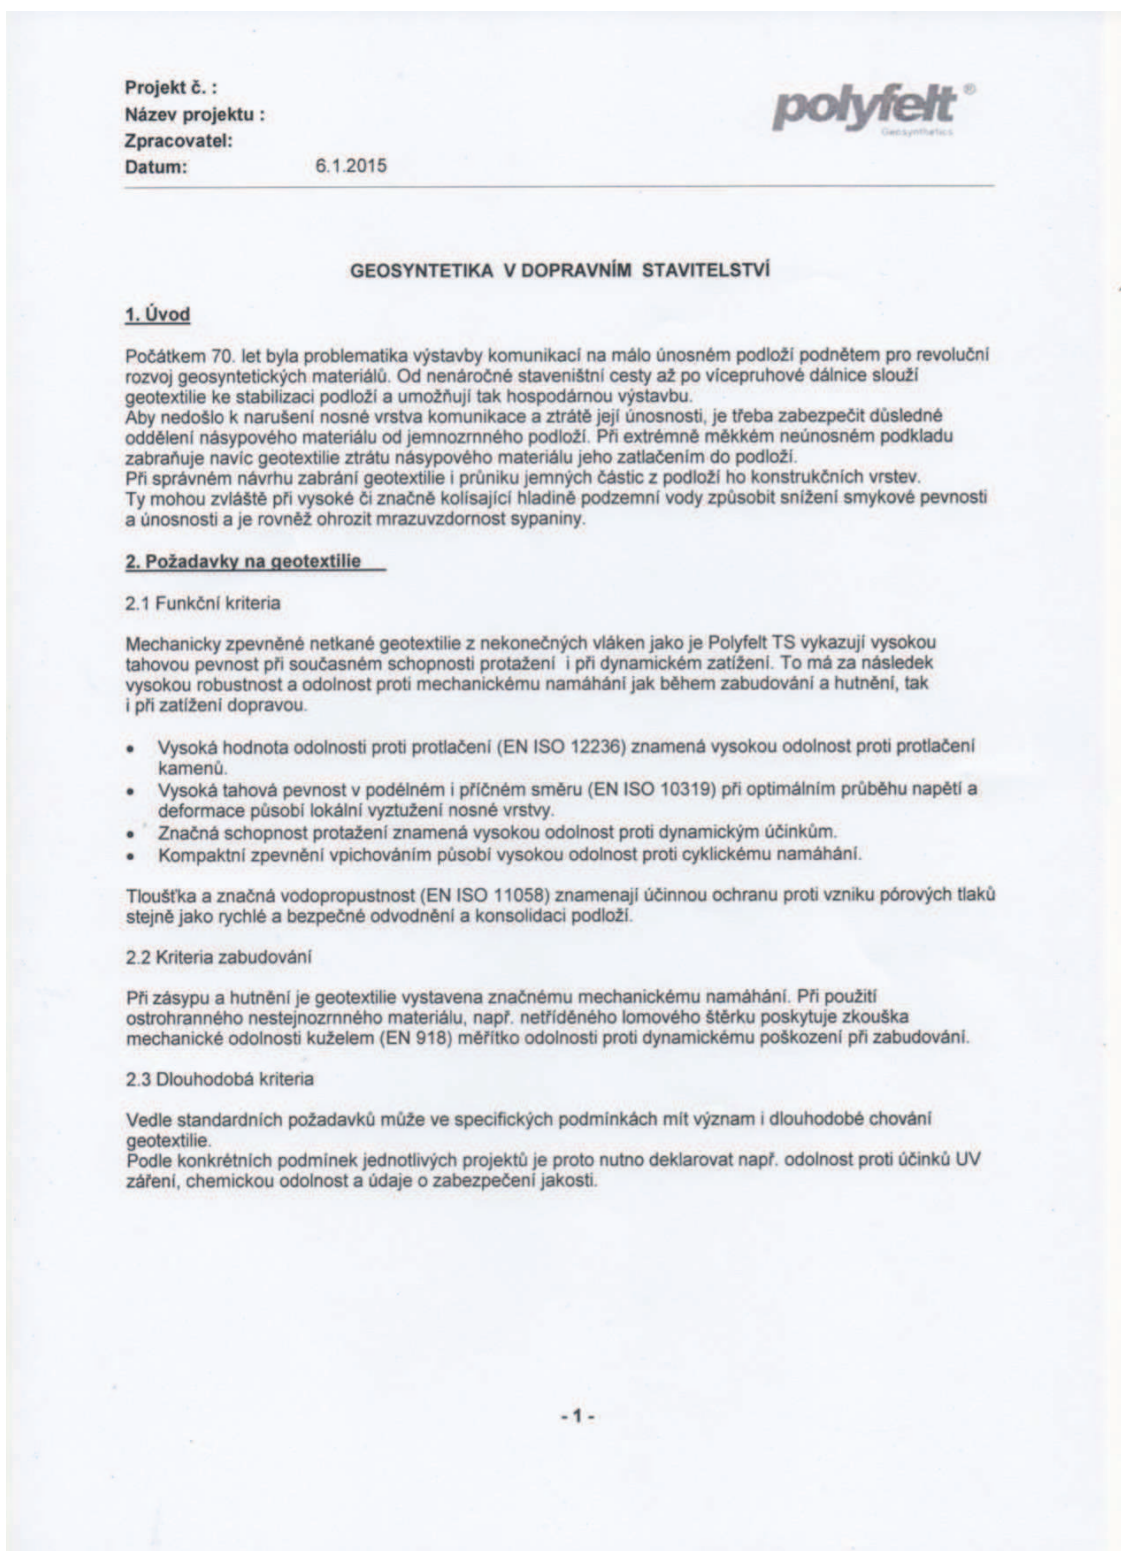 Projekt č. :
Název projektu :
Zpracovatel:
Datum: 6.1.2015
polyfelt®
Geosynthetics
GEOSYNTETIKA V DOPRAVNÍM STAVITELSTVÍ
1. Úvod
Počátkem 70. let byla problematika výstavby komunikací na málo únosném podloží podnětem pro revoluční
rozvoj geosyntetických materiálů. Od nenáročné staveništní cesty až po vícepruhové dálnice slouží
geotextilie ke stabilizaci podloží a umožňují tak hospodárnou výstavbu.
Aby nedošlo k narušení nosné vrstva komunikace a ztrátě její únosnosti, je třeba zabezpečit důsledné
oddělení násypového materiálu od jemnozrnného podloží. Při extrémně měkkém neúnosném podkladu
zabraňuje navíc geotextilie ztrátu násypového materiálu jeho zatlačením do podloží.
Při správném návrhu zabrání geotextilie i průniku jemných částic z podloží ho konstrukčních vrstev.
Ty mohou zvláště při vysoké či značně kolísající hladině podzemní vody způsobit snížení smykové pevnosti
a únosnosti a je rovněž ohrozit mrazuvzdornost sypaniny.
2. Požadavky na geotextilie
2.1 Funkční kriteria
Mechanicky zpevněné netkané geotextilie z nekonečných vláken jako je Polyfelt TS vykazují vysokou
tahovou pevnost při současném schopnosti protažení i při dynamickém zatížení. To má za následek
vysokou robustnost a odolnost proti mechanickému namáhání jak během zabudování a hutnění, tak
i při zatížení dopravou.
• Vysoká hodnota odolnosti proti protlačení (EN ISO 12236) znamená vysokou odolnost proti protlačení
kamenů.
• Vysoká tahová pevnost v podélném i příčném směru (EN ISO 10319) při optimálním průběhu napětí a
deformace působí lokální vyztužení nosné vrstvy.
• Značná schopnost protažení znamená vysokou odolnost proti dynamickým účinkům.
• Kompaktní zpevnění vpichováním působí vysokou odolnost proti cyklickému namáhání.
Tloušťka a značná vodopropustnost (EN ISO 11058) znamenají účinnou ochranu proti vzniku pórových tlaků
stejně jako rychlé a bezpečné odvodnění a konsolidaci podloží.
2.2 Kriteria zabudování
Při zásypu a hutnění je geotextilie vystavena značnému mechanickému namáhání. Při použití
ostrohranného nestejnozrnného materiálu, např. netříděného lomového štěrku poskytuje zkouška
mechanické odolnosti kuželem (EN 918) měřítko odolnosti proti dynamickému poškození při zabudování.
2.3 Dlouhodobá kriteria
Vedle standardních požadavků může ve specifických podmínkách mít význam i dlouhodobé chování
geotextilie.
Podle konkrétních podmínek jednotlivých projektů je proto nutno deklarovat např. odolnost proti účinků UV
záření, chemickou odolnost a údaje o zabezpečení jakosti.
- 1 -